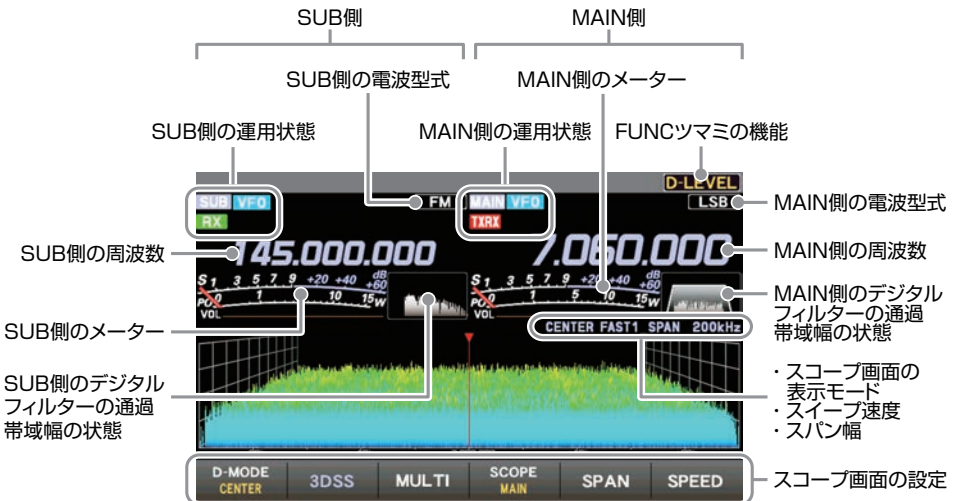 SUB側
MAIN側
SUB側の電波型式
MAIN側のメーター
SUB側の運用状態
MAIN側の運用状態
FUNCツマミの機能
D-LEVEL
SUB VFO
FM
MAIN VFO
LSB
MAIN側の電波型式
RX
TXRX
SUB側の周波数
145.000.000
7.060.000
MAIN側の周波数
S 1 3 5 7 9 +20 +40 +60 dB
S 1 3 5 7 9 +20 +40 +60 dB
PO 0 1 5 10 15 W
PO 0 1 5 10 15 W
VOL
VOL
MAIN側のデジタル
フィルターの通過
帯域幅の状態
SUB側のメーター
CENTER FAST1 SPAN 200kHz
SUB側のデジタル
フィルターの通過
帯域幅の状態
・スコープ画面の
表示モード
・スイープ速度
・スパン幅
D-MODE
CENTER
3DSS
MULTI
SCOPE
MAIN
SPAN
SPEED
スコープ画面の設定